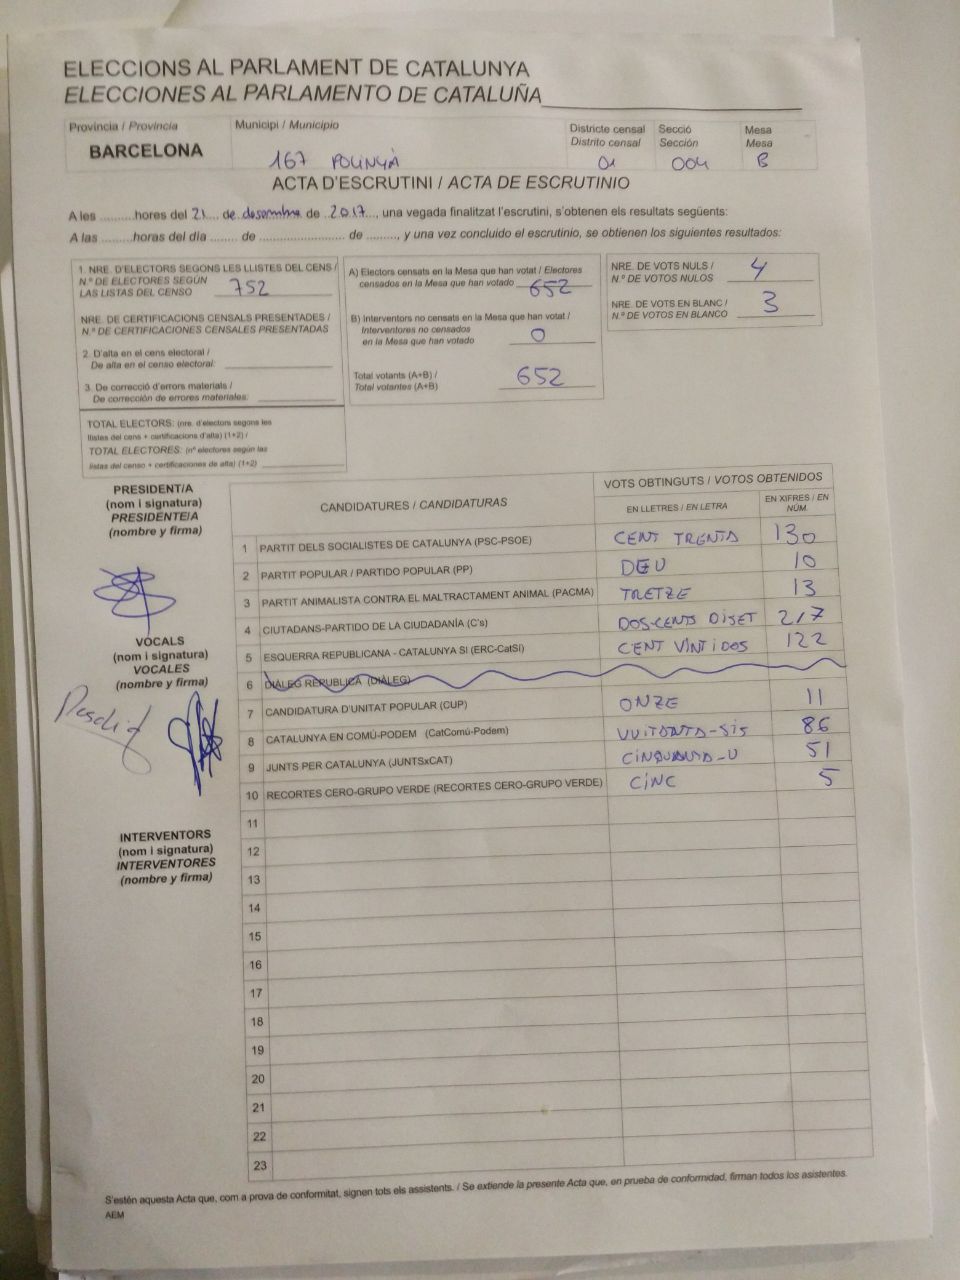 ELECCIONS AL PARLAMENT DE CATALUNYA
ELECCIONES AL PARLAMENTO DE CATALUÑA
Provincia / Provincia
BARCELONA
Municipi / Municipio
167 POLINYÀ
Districte censal
Distrito censal
01
Secció
Sección
004
Mesa
Mesa
B
ACTA D'ESCRUTINI / ACTA DE ESCRUTINIO
A les ..........hores del 21 de desembre de 2017, una vegada finalitzat l'escrutini, s'obtenen els resultats següents:
A las .........horas del dia ........ de ......................... de ........., y una vez concluido el escrutinio, se obtienen los siguientes resultados:
1. NRE. D'ELECTORS SEGONS LES LLISTES DEL CENS /
N.º DE ELECTORES SEGÚN
LAS LISTAS DEL CENSO 752
NRE. DE CERTIFICACIONS CENSALS PRESENTADES /
N.º DE CERTIFICACIONES CENSALES PRESENTADAS
2. D'alta en el cens electoral /
De alta en el censo electoral:
3. De correcció d'errors materials /
De corrección de errores materiales:
TOTAL ELECTORS: (nre. d'electors segons les
llistes del cens + certificacions d'alta) (1+2) /
TOTAL ELECTORES: (nº electores según las
listas del censo + certificaciones de alta) (1+2)
A) Electors censats en la Mesa que han votat / Electores
censados en la Mesa que han votado 652
B) Interventors no censats en la Mesa que han votat /
Interventores no censados
en la Mesa que han votado 0
Total votants (A+B) /
Total votantes (A+B) 652
NRE. DE VOTS NULS /
N.º DE VOTOS NULOS 4
NRE. DE VOTS EN BLANC /
N.º DE VOTOS EN BLANCO 3
PRESIDENT/A
(nom i signatura)
PRESIDENTE/A
(nombre y firma)
VOCALS
(nom i signatura)
VOCALES
(nombre y firma)
INTERVENTORS
(nom i signatura)
INTERVENTORES
(nombre y firma)
CANDIDATURES / CANDIDATURAS
VOTS OBTINGUTS / VOTOS OBTENIDOS
EN LLETRES / EN LETRA
EN XIFRES / EN
NÚM.
1 PARTIT DELS SOCIALISTES DE CATALUNYA (PSC-PSOE) CENT TRENTA 130
2 PARTIT POPULAR / PARTIDO POPULAR (PP) DEU 10
3 PARTIT ANIMALISTA CONTRA EL MALTRACTAMENT ANIMAL (PACMA) TRETZE 13
4 CIUTADANS-PARTIDO DE LA CIUDADANÍA (C's) DOS-CENTS DISET 217
5 ESQUERRA REPUBLICANA - CATALUNYA SI (ERC-CatSI) CENT VINT i DOS 122
6 DIÀLEG REPUBLICÀ (DIÀLEG)
7 CANDIDATURA D'UNITAT POPULAR (CUP) ONZE 11
8 CATALUNYA EN COMÚ-PODEM (CatComú-Podem) VUITANTA-SIS 86
9 JUNTS PER CATALUNYA (JUNTSxCAT) CINQUANTA-U 51
10 RECORTES CERO-GRUPO VERDE (RECORTES CERO-GRUPO VERDE) CINC 5
11
12
13
14
15
16
17
18
19
20
21
22
23
S'estén aquesta Acta que, com a prova de conformitat, signen tots els assistents. / Se extiende la presente Acta que, en prueba de conformidad, firman todos los asistentes.
AEM